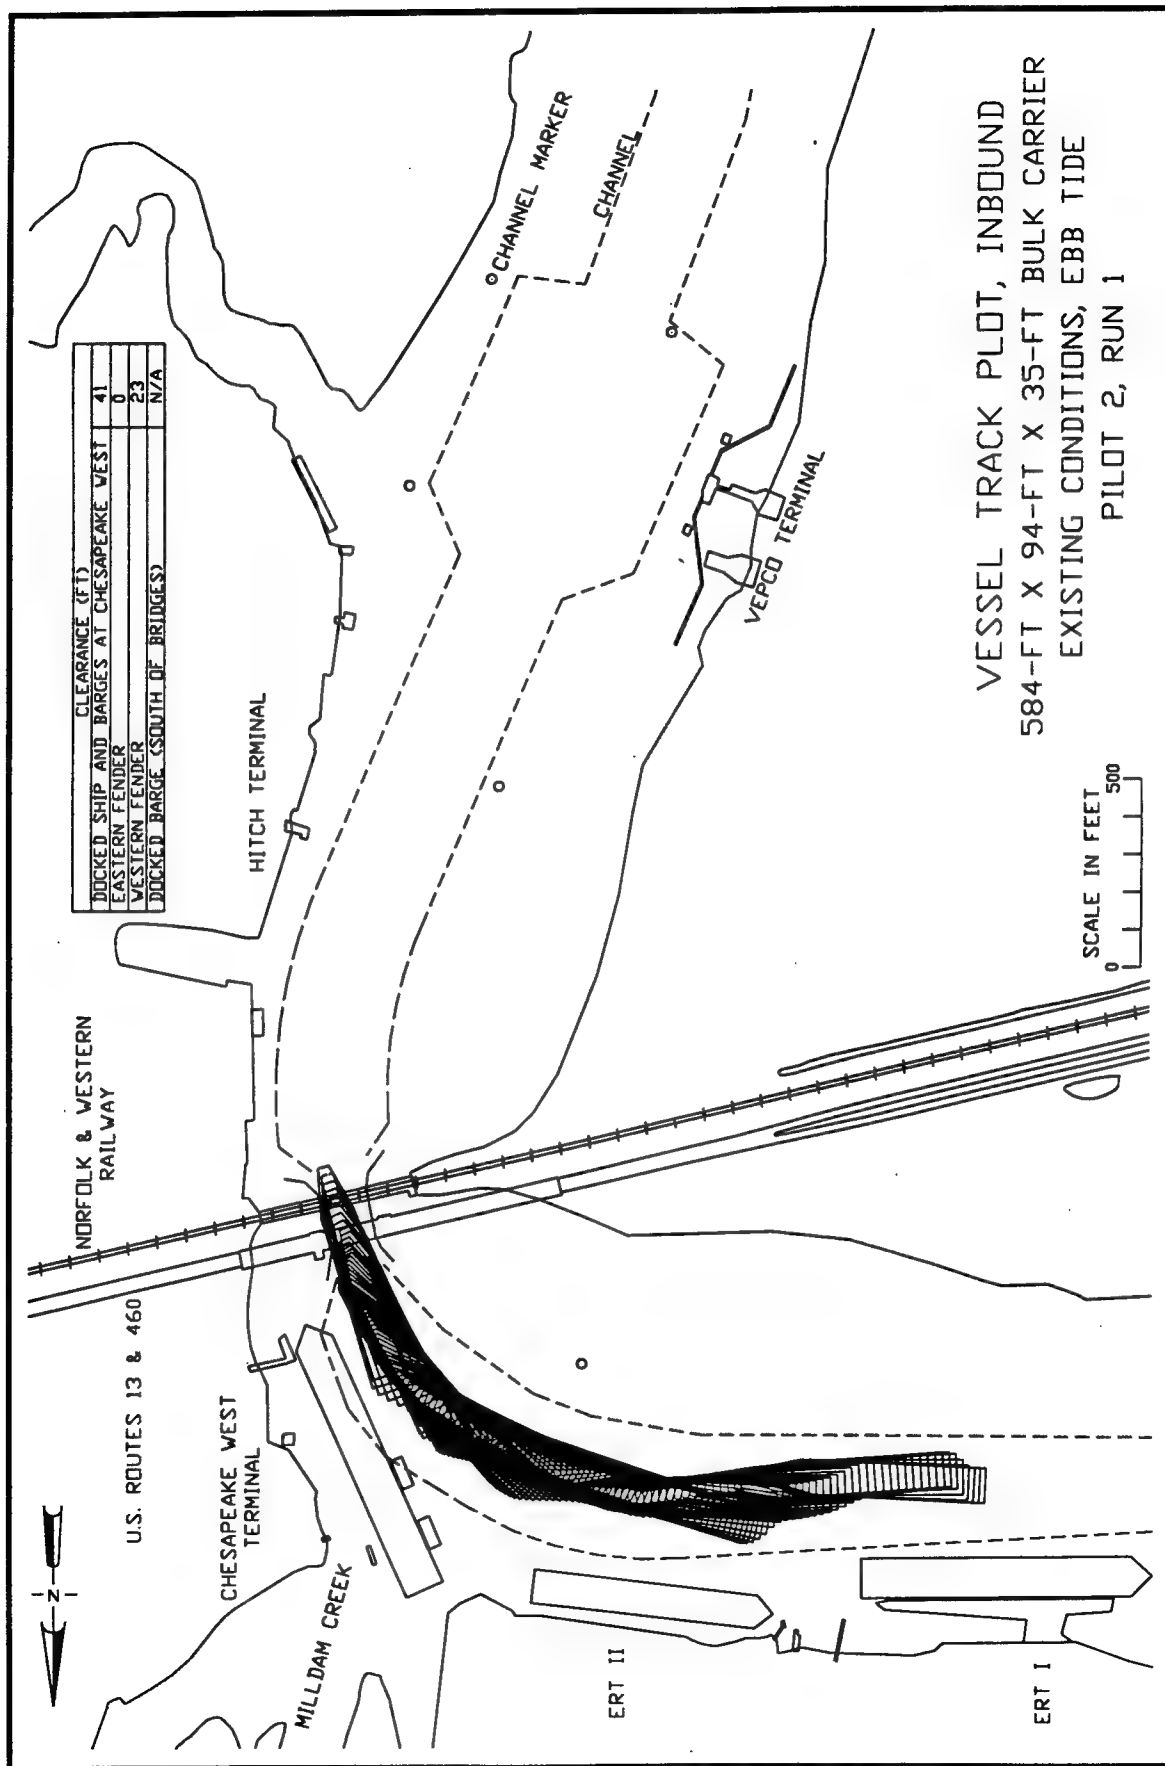 CLEARANCE (FT)
DOCKED SHIP AND BARGES AT CHESAPEAKE WEST 41
EASTERN FENDER 0
WESTERN FENDER 23
DOCKED BARGE (SOUTH OF BRIDGES) N/A
N
U.S. ROUTES 13 & 460
NORFOLK & WESTERN
RAILWAY
HITCH TERMINAL
CHESAPEAKE WEST
TERMINAL
MILLDAM CREEK
CHANNEL MARKER
CHANNEL
VEPCO TERMINAL
ERT II
ERT I
SCALE IN FEET
0 500
VESSEL TRACK PLOT, INBOUND
584-FT X 94-FT X 35-FT BULK CARRIER
EXISTING CONDITIONS, EBB TIDE
PILOT 2, RUN 1